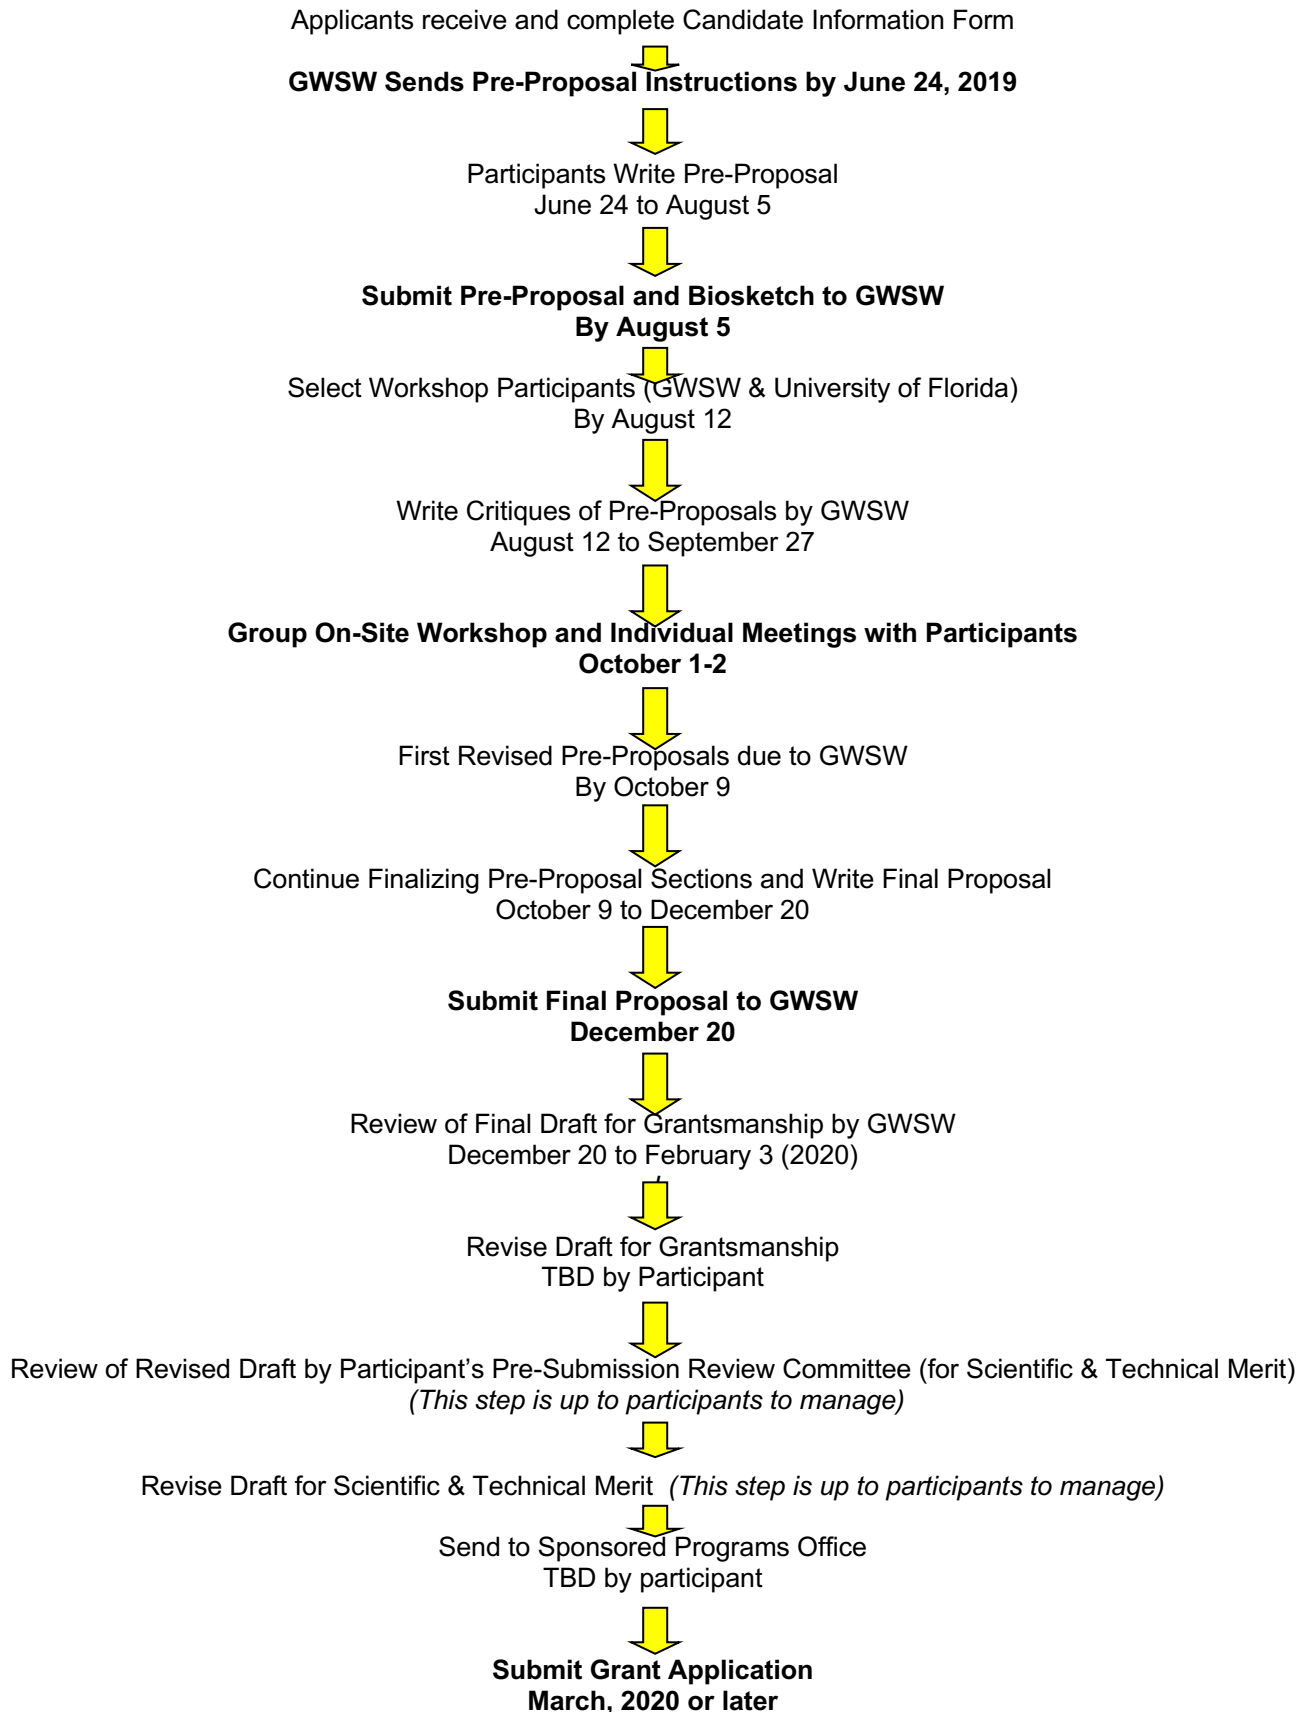 Applicants receive and complete Candidate Information Form
GWSW Sends Pre-Proposal Instructions by June 24, 2019
Participants Write Pre-Proposal
June 24 to August 5
Submit Pre-Proposal and Biosketch to GWSW
By August 5
Select Workshop Participants (GWSW & University of Florida)
By August 12
Write Critiques of Pre-Proposals by GWSW
August 12 to September 27
Group On-Site Workshop and Individual Meetings with Participants
October 1-2
First Revised Pre-Proposals due to GWSW
By October 9
Continue Finalizing Pre-Proposal Sections and Write Final Proposal
October 9 to December 20
Submit Final Proposal to GWSW
December 20
Review of Final Draft for Grantsmanship by GWSW
December 20 to February 3 (2020)
Revise Draft for Grantsmanship
TBD by Participant
Review of Revised Draft by Participant’s Pre-Submission Review Committee (for Scientific & Technical Merit)
(This step is up to participants to manage)
Revise Draft for Scientific & Technical Merit (This step is up to participants to manage)
Send to Sponsored Programs Office
TBD by participant
Submit Grant Application
March, 2020 or later